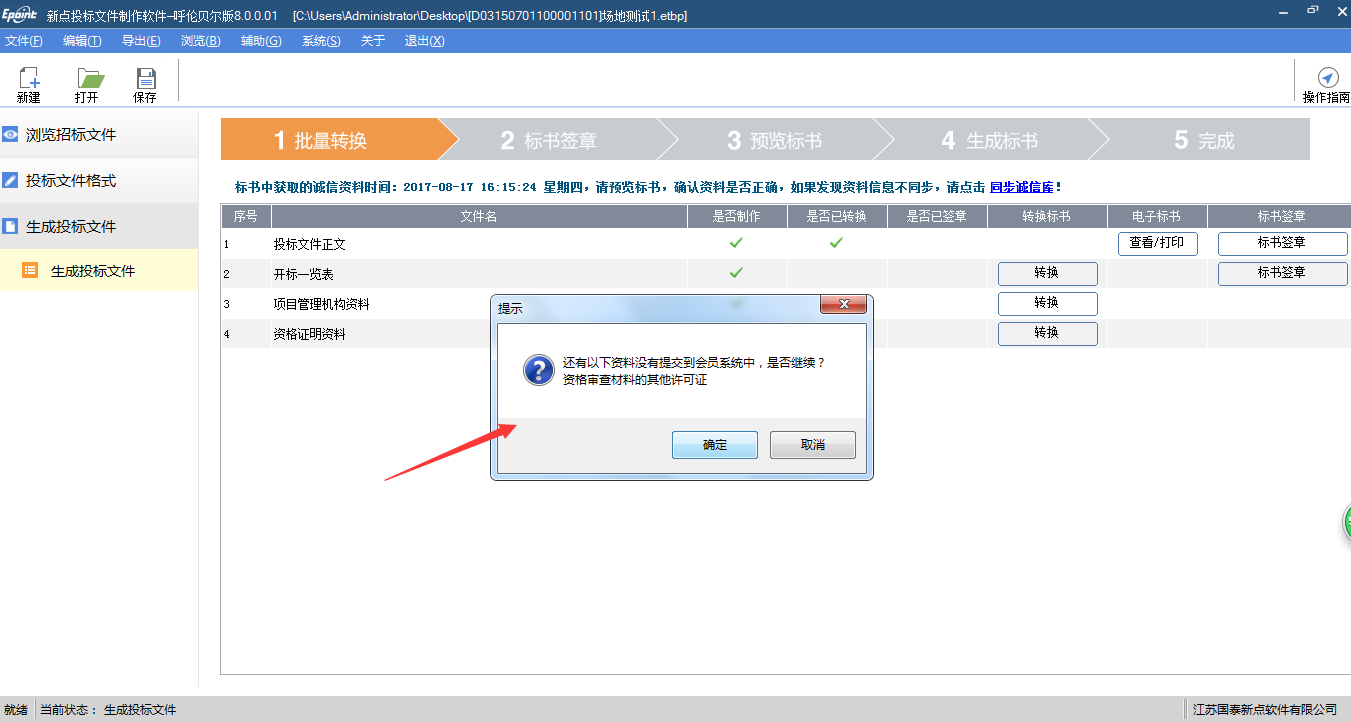 Epoint 新点投标文件制作软件--呼伦贝尔版8.0.0.01 [C:\Users\Administrator\Desktop\[D03150701100001101]场地测试1.etbp]
文件(F) 编辑(T) 导出(E) 浏览(B) 辅助(G) 系统(S) 关于 退出(X)
新建 打开 保存 操作指南
浏览招标文件
投标文件格式
生成投标文件
生成投标文件
1 批量转换 2 标书签章 3 预览标书 4 生成标书 5 完成
标书中获取的诚信资料时间：2017-08-17 16:15:24 星期四，请预览标书，确认资料是否正确，如果发现资料信息不同步，请点击 同步诚信库！
序号 文件名 是否制作 是否已转换 是否已签章 转换标书 电子标书 标书签章
1 投标文件正文 查看/打印 标书签章
2 开标一览表 转换 标书签章
3 项目管理机构资料 转换
4 资格证明资料 转换
提示
还有以下资料没有提交到会员系统中，是否继续？
资格审查材料的其他许可证
确定 取消
就绪 当前状态： 生成投标文件 江苏国泰新点软件有限公司